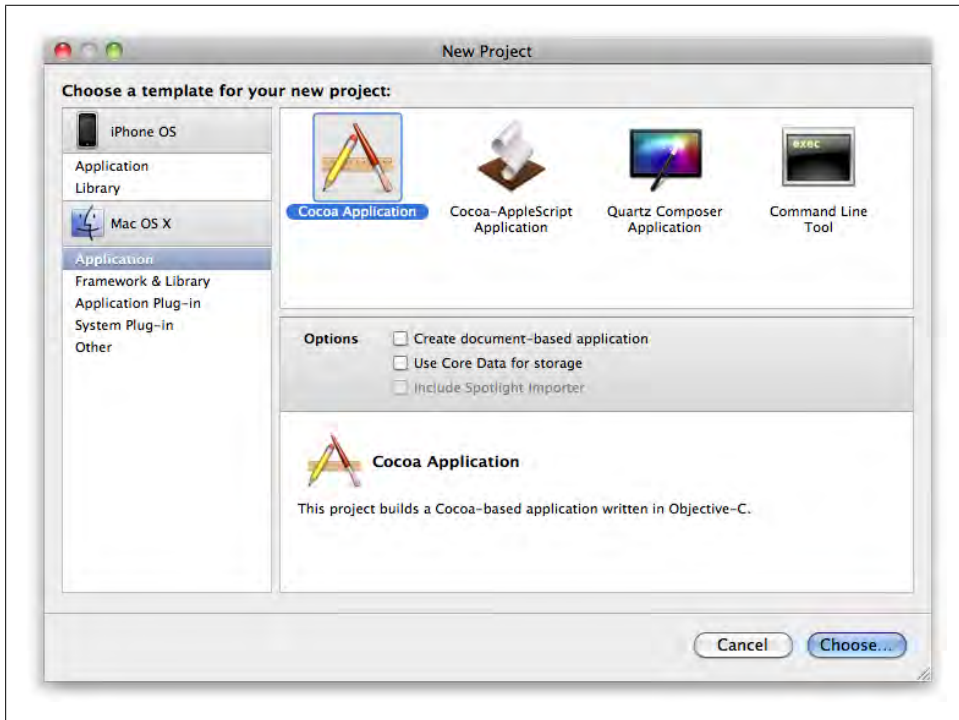 New Project
Choose a template for your new project:
iPhone OS
Application
Library
Mac OS X
Application
Framework & Library
Application Plug-in
System Plug-in
Other
Cocoa Application
Cocoa-AppleScript
Application
Quartz Composer
Application
exec
Command Line
Tool
Options
Create document-based application
Use Core Data for storage
Include Spotlight Importer
Cocoa Application
This project builds a Cocoa-based application written in Objective-C.
Cancel
Choose...